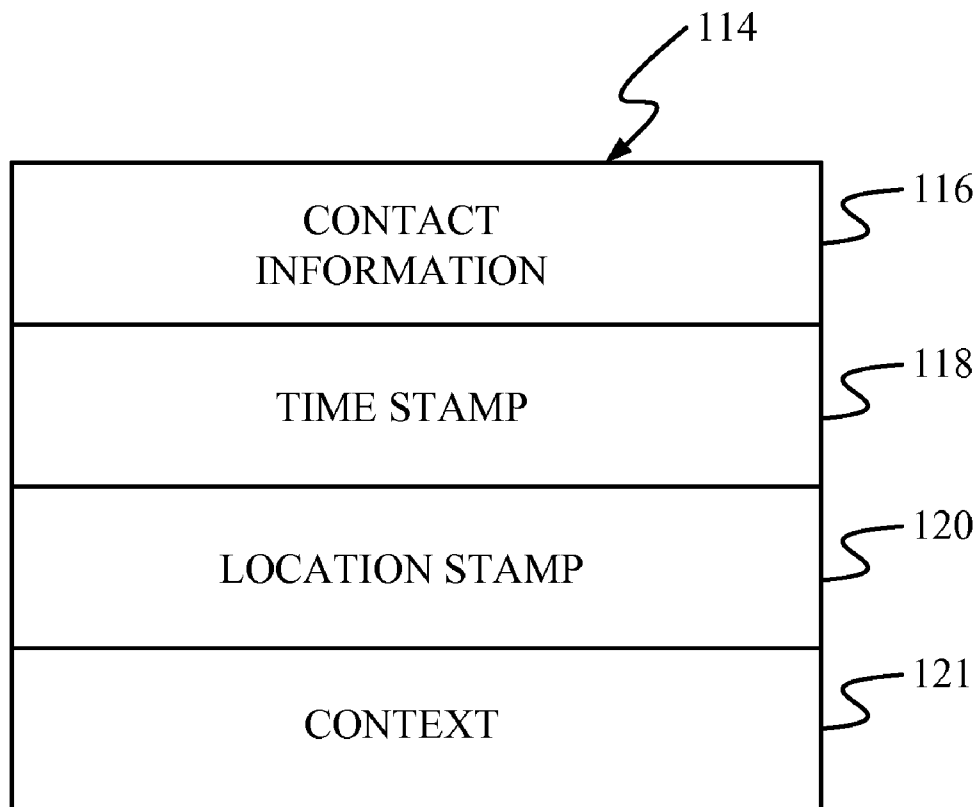 114
CONTACT
INFORMATION
116
TIME STAMP
118
LOCATION STAMP
120
CONTEXT
121